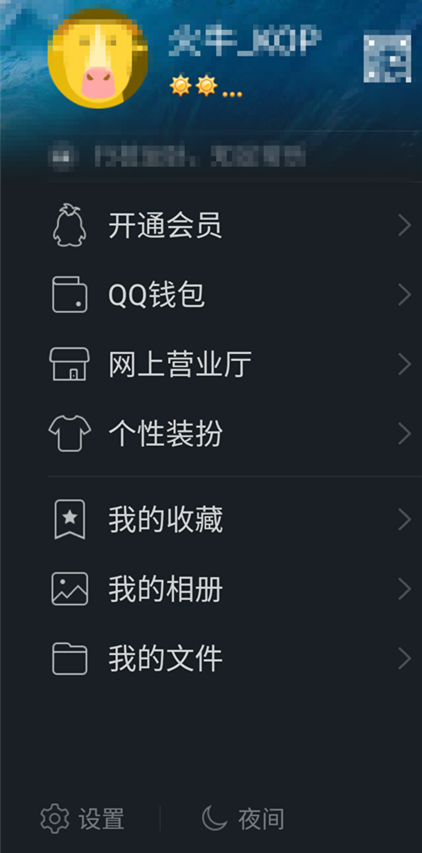 火牛_KOP
...
开通会员
QQ钱包
网上营业厅
个性装扮
我的收藏
我的相册
我的文件
设置
夜间